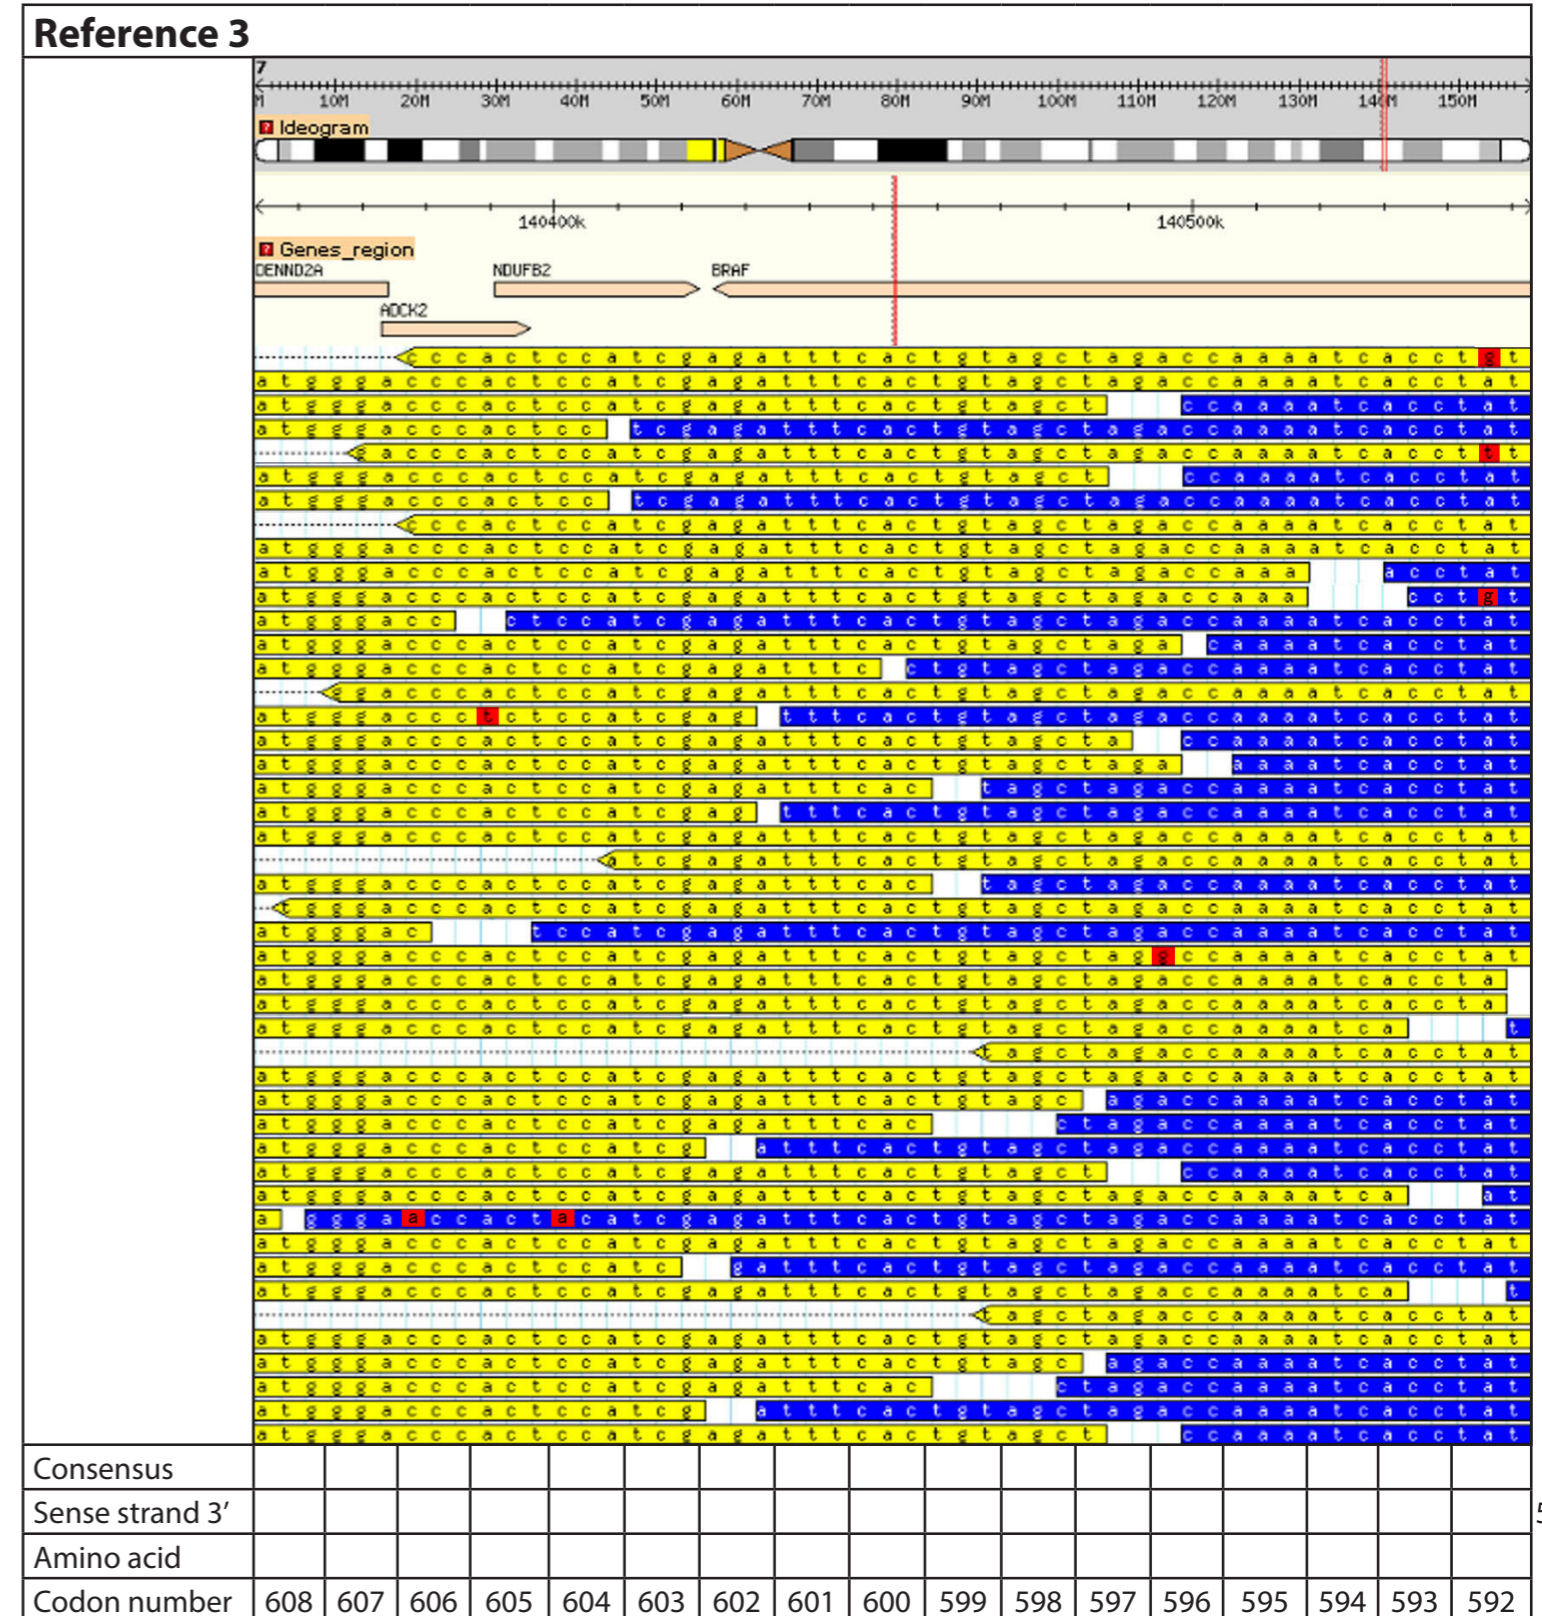 Reference 3
7
M 10M 20M 30M 40M 50M 60M 70M 80M 90M 100M 110M 120M 130M 140M 150M
Ideogram
140400k 140500k
Genes_region
DENND2A NDUFB2 BRAF
ADCK2
c c c a c t c c a t c g a g a t t t c a c t g t a g c t a g a c c a a a a t c a c c t g t
a t g g g a c c c a c t c c a t c g a g a t t t c a c t g t a g c t a g a c c a a a a t c a c c t a t
a t g g g a c c c a c t c c a t c g a g a t t t c a c t g t a g c t c c a a a a t c a c c t a t
a t g g g a c c c a c t c c t c g a g a t t t c a c t g t a g c t a g a c c a a a a t c a c c t a t
g a c c c a c t c c a t c g a g a t t t c a c t g t a g c t a g a c c a a a a t c a c c t t t
a t g g g a c c c a c t c c a t c g a g a t t t c a c t g t a g c t c c a a a a t c a c c t a t
a t g g g a c c c a c t c c t c g a g a t t t c a c t g t a g c t a g a c c a a a a t c a c c t a t
c c c a c t c c a t c g a g a t t t c a c t g t a g c t a g a c c a a a a t c a c c t a t
a t g g g a c c c a c t c c a t c g a g a t t t c a c t g t a g c t a g a c c a a a a t c a c c t a t
a t g g g a c c c a c t c c a t c g a g a t t t c a c t g t a g c t a g a c c a a a a c c t a t
a t g g g a c c c a c t c c a t c g a g a t t t c a c t g t a g c t a g a c c a a a c c t g t
a t g g g a c c c t c c a t c g a g a t t t c a c t g t a g c t a g a c c a a a a t c a c c t a t
a t g g g a c c c a c t c c a t c g a g a t t t c a c t g t a g c t a g a c a a a a t c a c c t a t
a t g g g a c c c a c t c c a t c g a g a t t t c c t g t a g c t a g a c c a a a a t c a c c t a t
g g a c c c a c t c c a t c g a g a t t t c a c t g t a g c t a g a c c a a a a t c a c c t a t
a t g g g a c c c t c t c c a t c g a g t t t c a c t g t a g c t a g a c c a a a a t c a c c t a t
a t g g g a c c c a c t c c a t c g a g a t t t c a c t g t a g c t a c c a a a a t c a c c t a t
a t g g g a c c c a c t c c a t c g a g a t t t c a c t g t a g c t a g a a a a a t c a c c t a t
a t g g g a c c c a c t c c a t c g a g a t t t c a c t a g c t a g a c c a a a a t c a c c t a t
a t g g g a c c c a c t c c a t c g a g t t t c a c t g t a g c t a g a c c a a a a t c a c c t a t
a t g g g a c c c a c t c c a t c g a g a t t t c a c t g t a g c t a g a c c a a a a t c a c c t a t
a t c g a g a t t t c a c t g t a g c t a g a c c a a a a t c a c c t a t
a t g g g a c c c a c t c c a t c g a g a t t t c a c t a g c t a g a c c a a a a t c a c c t a t
t g g g a c c c a c t c c a t c g a g a t t t c a c t g t a g c t a g a c c a a a a t c a c c t a t
a t g g g a c t c c a t c g a g a t t t c a c t g t a g c t a g a c c a a a a t c a c c t a t
a t g g g a c c c a c t c c a t c g a g a t t t c a c t g t a g c t a g g c c a a a a t c a c c t a t
a t g g g a c c c a c t c c a t c g a g a t t t c a c t g t a g c t a g a c c a a a a t c a c c t a
a t g g g a c c c a c t c c a t c g a g a t t t c a c t g t a g c t a g a c c a a a a t c a c c t a
a t g g g a c c c a c t c c a t c g a g a t t t c a c t g t a g c t a g a c c a a a a t c a t
t a g c t a g a c c a a a a t c a c c t a t
a t g g g a c c c a c t c c a t c g a g a t t t c a c t g t a g c t a g a c c a a a a t c a c c t a t
a t g g g a c c c a c t c c a t c g a g a t t t c a c t g t a g c a g a c c a a a a t c a c c t a t
a t g g g a c c c a c t c c a t c g a g a t t t c a c c t a g a c c a a a a t c a c c t a t
a t g g g a c c c a c t c c a t c g a t t t c a c t g t a g c t a g a c c a a a a t c a c c t a t
a t g g g a c c c a c t c c a t c g a g a t t t c a c t g t a g c t c c a a a a t c a c c t a t
a t g g g a c c c a c t c c a t c g a g a t t t c a c t g t a g c t a g a c c a a a a t c a a t
a g g g a a c c a c t a c a t c g a g a t t t c a c t g t a g c t a g a c c a a a a t c a c c t a t
a t g g g a c c c a c t c c a t c g a g a t t t c a c t g t a g c t a g a c c a a a a t c a c c t a t
a t g g g a c c c a c t c c a t c g a t t t c a c t g t a g c t a g a c c a a a a t c a c c t a t
a t g g g a c c c a c t c c a t c g a g a t t t c a c t g t a g c t a g a c c a a a a t c a t
t a g c t a g a c c a a a a t c a c c t a t
a t g g g a c c c a c t c c a t c g a g a t t t c a c t g t a g c t a g a c c a a a a t c a c c t a t
a t g g g a c c c a c t c c a t c g a g a t t t c a c t g t a g c a g a c c a a a a t c a c c t a t
a t g g g a c c c a c t c c a t c g a g a t t t c a c c t a g a c c a a a a t c a c c t a t
a t g g g a c c c a c t c c a t c g a t t t c a c t g t a g c t a g a c c a a a a t c a c c t a t
a t g g g a c c c a c t c c a t c g a g a t t t c a c t g t a g c t c c a a a a t c a c c t a t
Consensus
Sense strand 3′
Amino acid
Codon number 608 607 606 605 604 603 602 601 600 599 598 597 596 595 594 593 592